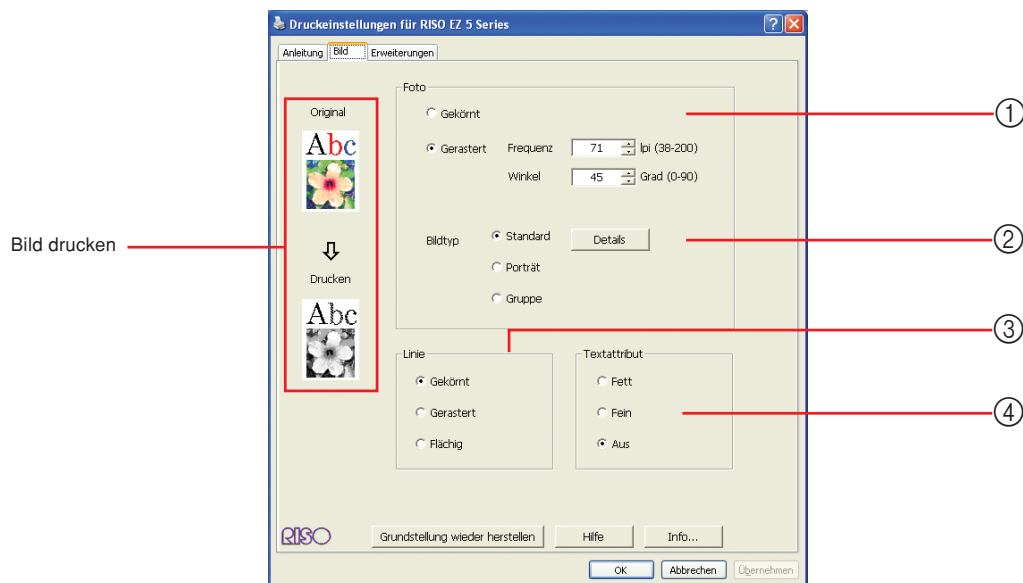 Druckeinstellungen für RISO EZ 5 Series
Anleitung Bild Erweiterungen
Bild drucken
Original
Abc
Drucken
Abc
Foto
Gekörnt
Gerastert Frequenz 71 lpi (38-200)
Winkel 45 Grad (0-90)
Bildtyp Standard Details
Porträt
Gruppe
Linie
Gekörnt
Gerastert
Flächig
Textattribut
Fett
Fein
Aus
①
②
③
④
RISO Grundstellung wieder herstellen Hilfe Info...
OK Abbrechen Übernehmen